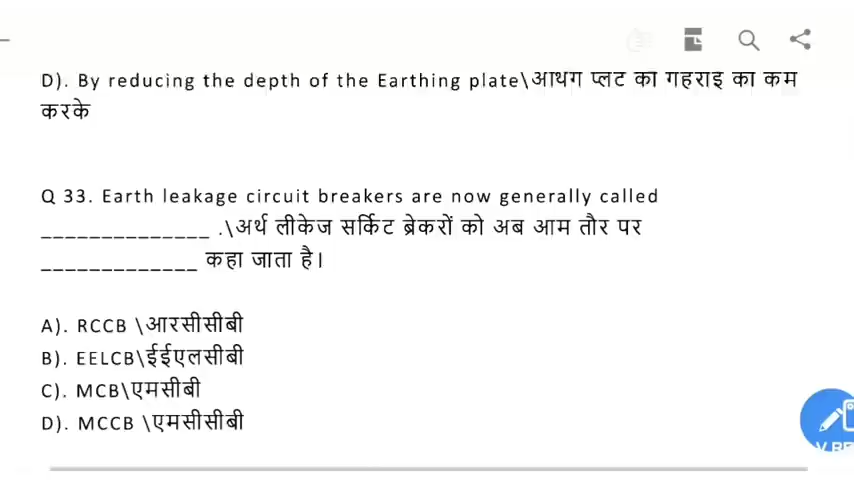 D). By reducing the depth of the Earthing plate\आर्थिंग प्लेट की गहराई को कम
करके
Q 33. Earth leakage circuit breakers are now generally called
_______________ .\अर्थ लीकेज सर्किट ब्रेकरों को अब आम तौर पर
______________ कहा जाता है।
A). RCCB \आरसीसीबी
B). EELCB\ईईएलसीबी
C). MCB\एमसीबी
D). MCCB \एमसीसीबी